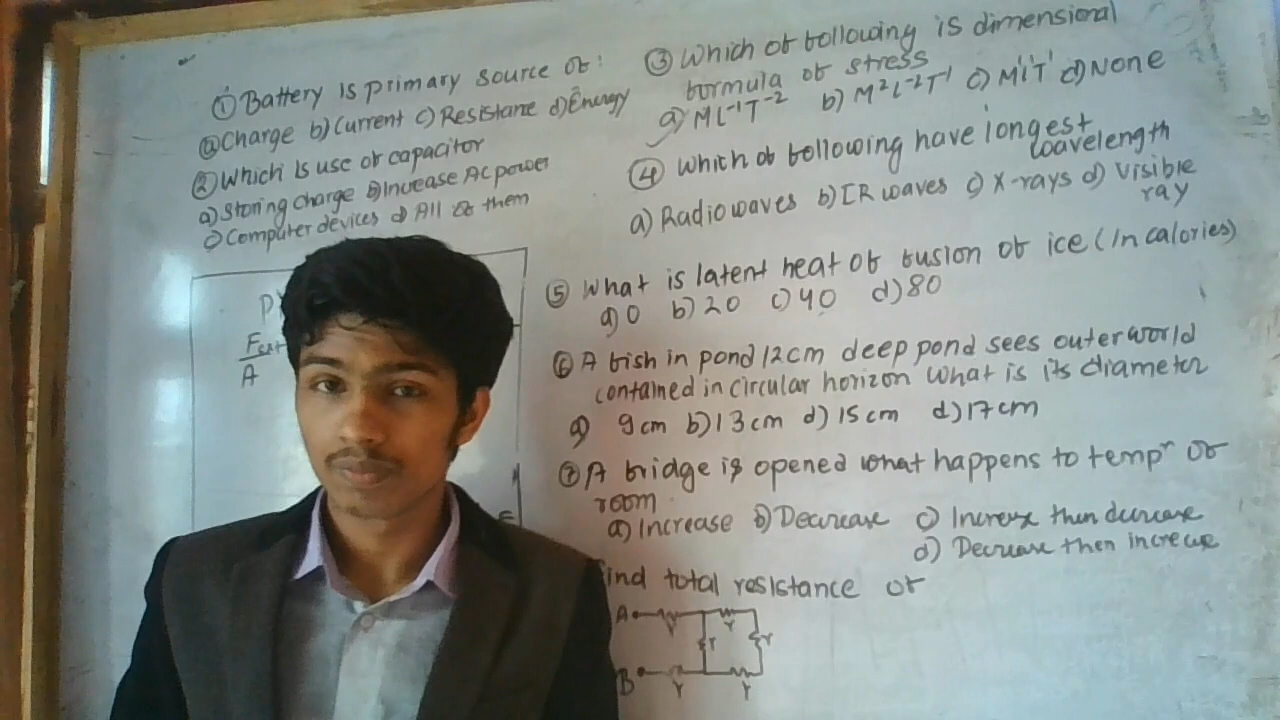 ① Battery is primary source of:
a) Charge b) Current c) Resistane d) Energy
② Which is use of capacitor
a) Storing charge b) Increase AC power
c) Computer devices d) All of them
③ Which of following is dimensional
formula of stress
a) ML⁻¹T⁻² b) M²L⁻²T⁻¹ c) M¹L¹T¹ d) None
④ Which of following have longest
wavelength
a) Radiowaves b) IR waves c) X-rays d) Visible
ray
⑤ What is latent heat of fusion of ice (In calories)
a) 0 b) 20 c) 40 d) 80
⑥ A fish in pond 12cm deep pond sees outer world
contained in circular horizon what is its diameter
a) 9cm b) 13cm d) 15cm d) 17cm
⑦ A bridge is opened what happens to tempʳ of
room
a) Increase b) Decrease c) Increase then decrease
d) Decrease then increase
find total resistance of
A r r
r r
B r r
F
A